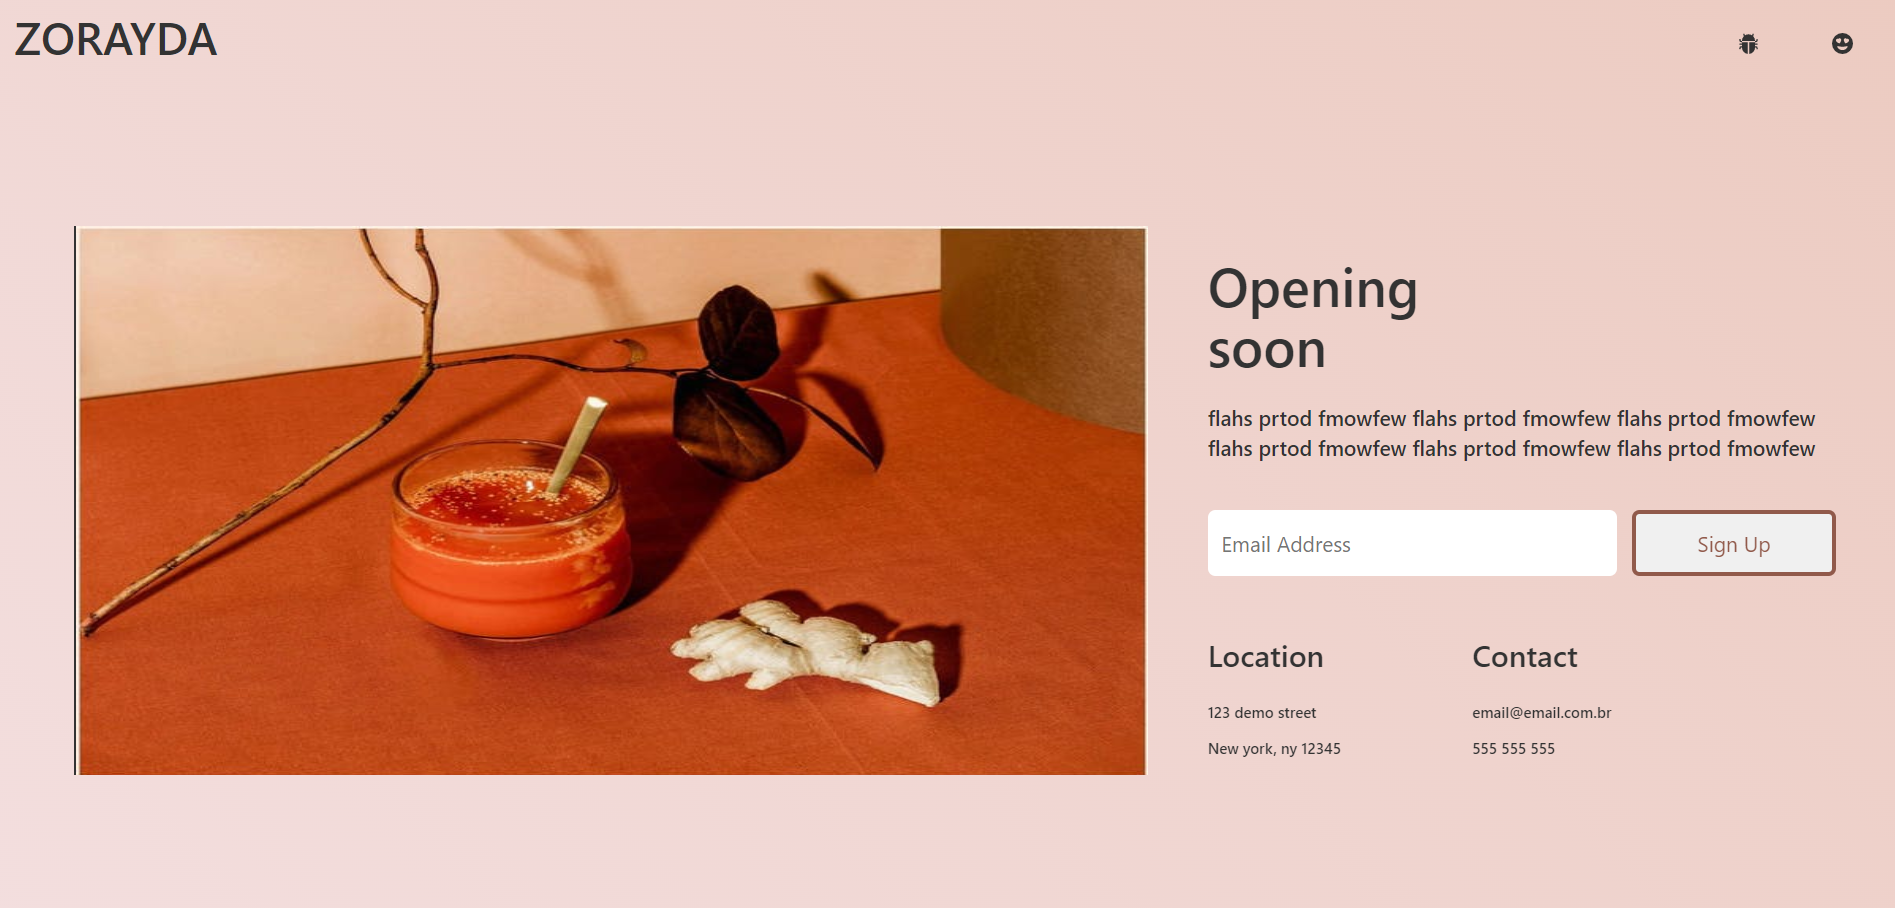 ZORAYDA
Opening
soon
flahs prtod fmowfew flahs prtod fmowfew flahs prtod fmowfew
flahs prtod fmowfew flahs prtod fmowfew flahs prtod fmowfew
Email Address
Sign Up
Location
123 demo street
New york, ny 12345
Contact
email@email.com.br
555 555 555